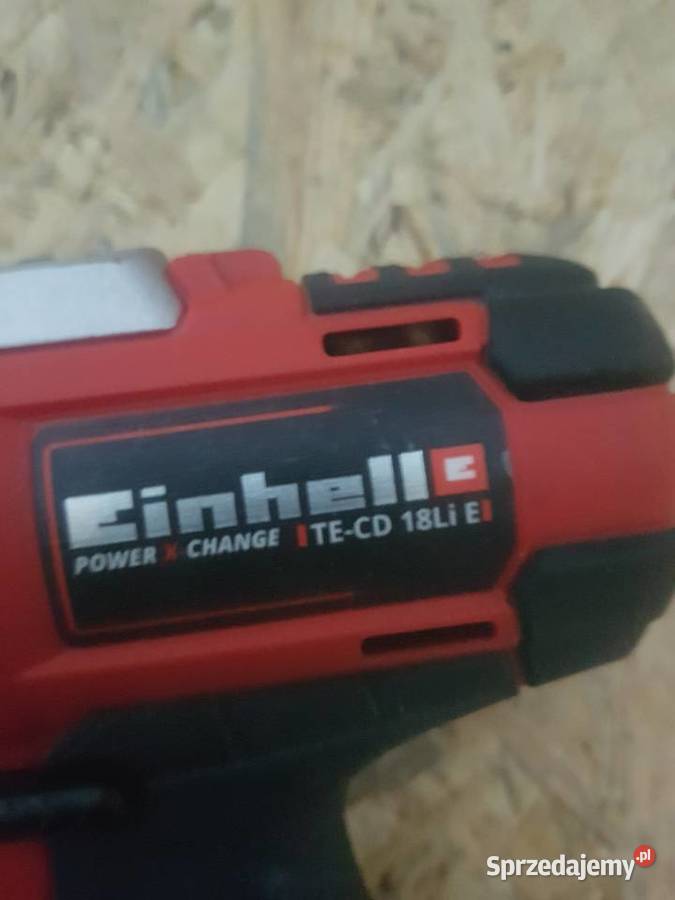 Einhell
POWER X-CHANGE TE-CD 18Li E
Sprzedajemy.pl